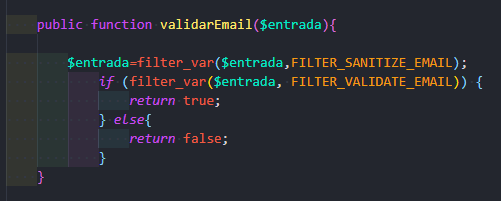 public function validarEmail($entrada){
$entrada=filter_var($entrada,FILTER_SANITIZE_EMAIL);
if (filter_var($entrada, FILTER_VALIDATE_EMAIL)) {
return true;
} else{
return false;
}
}